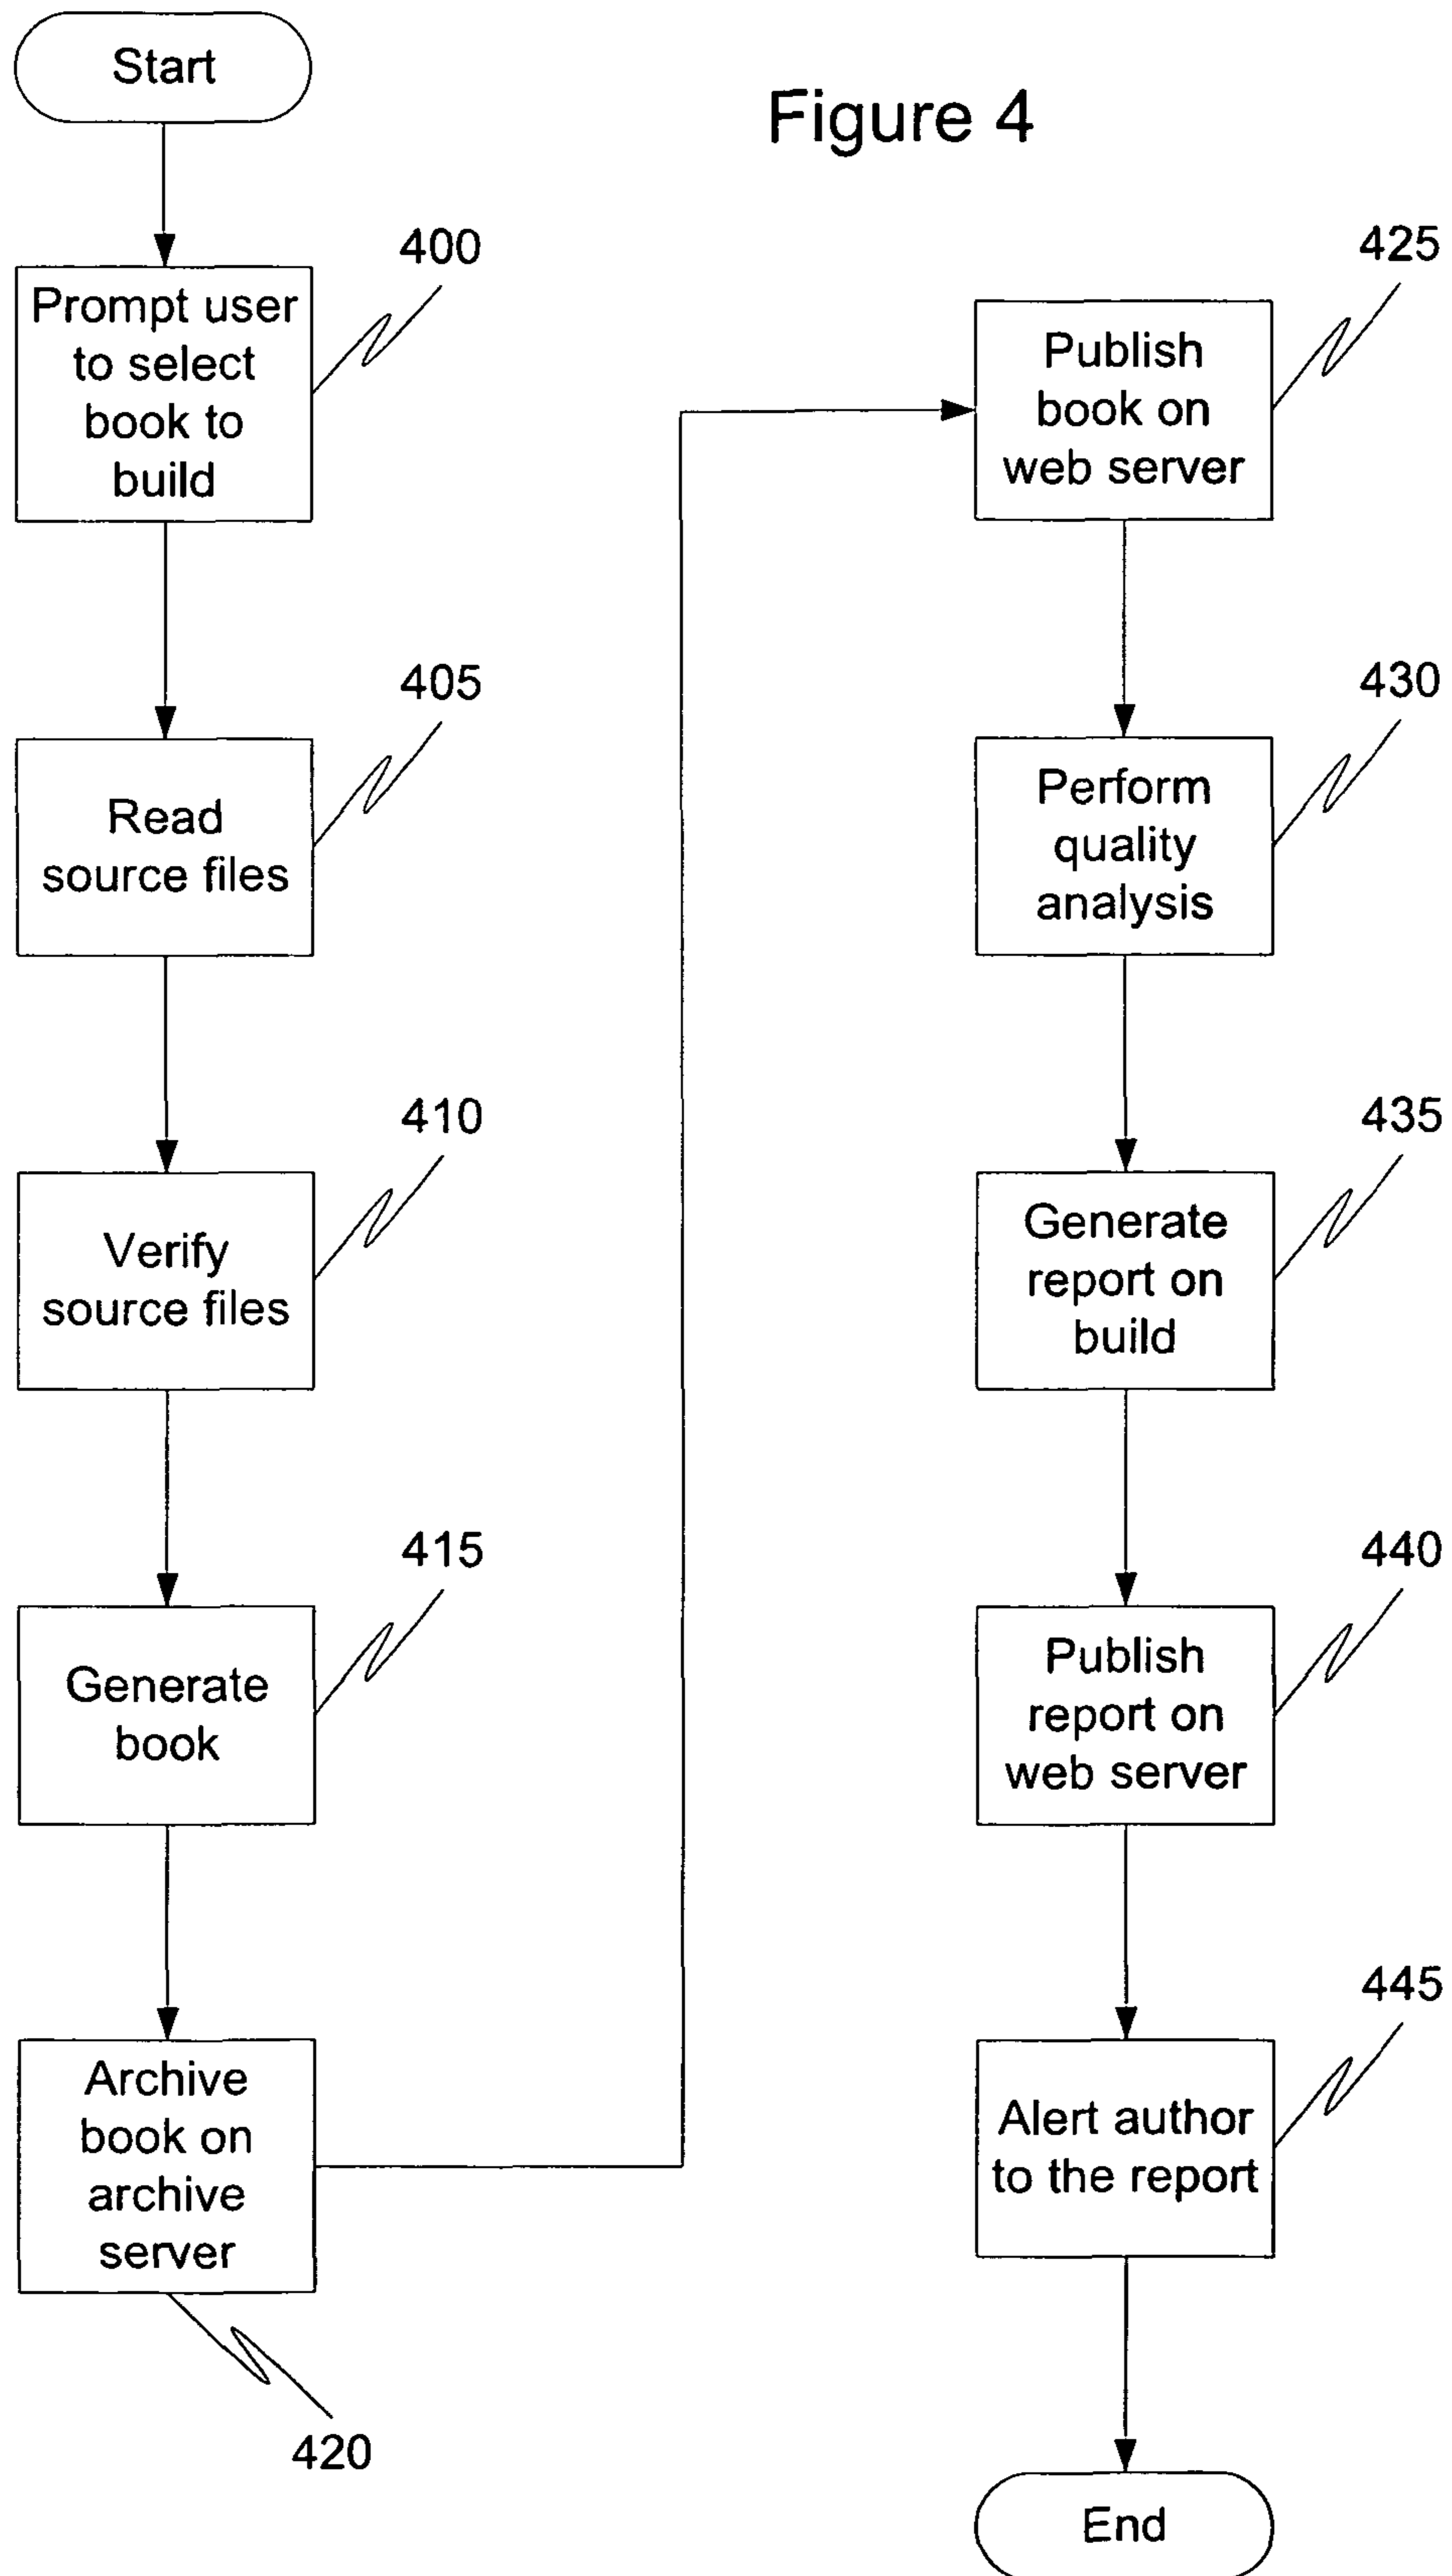 Figure 4
Start
400
Prompt user
to select
book to
build
405
Read
source files
410
Verify
source files
415
Generate
book
Archive
book on
archive
server
420
425
Publish
book on
web server
430
Perform
quality
analysis
435
Generate
report on
build
440
Publish
report on
web server
445
Alert author
to the report
End